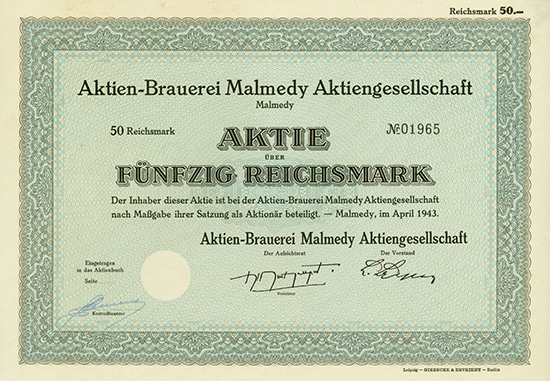 Reichsmark 50.—
Aktien-Brauerei Malmedy Aktiengesellschaft
Malmedy
50 Reichsmark
AKTIE
№ 01965
ÜBER
FÜNFZIG REICHSMARK
Der Inhaber dieser Aktie ist bei der Aktien-Brauerei Malmedy Aktiengesellschaft
nach Maßgabe ihrer Satzung als Aktionär beteiligt. — Malmedy, im April 1943.
Aktien-Brauerei Malmedy Aktiengesellschaft
Der Aufsichtsrat
Der Vorstand
Eingetragen
in das Aktienbuch
Seite
Vorsitzender
Kontrollbeamter
Leipzig — GIESECKE & DEVRIENT — Berlin